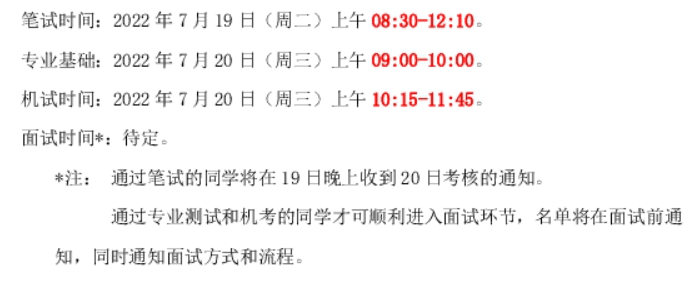 笔试时间：2022 年 7 月 19 日（周二）上午 08:30-12:10。
专业基础：2022 年 7 月 20 日（周三）上午 09:00-10:00。
机试时间：2022 年 7 月 20 日（周三）上午 10:15-11:45。
面试时间*：待定。
*注： 通过笔试的同学将在 19 日晚上收到 20 日考核的通知。
通过专业测试和机考的同学才可顺利进入面试环节，名单将在面试前通
知，同时通知面试方式和流程。